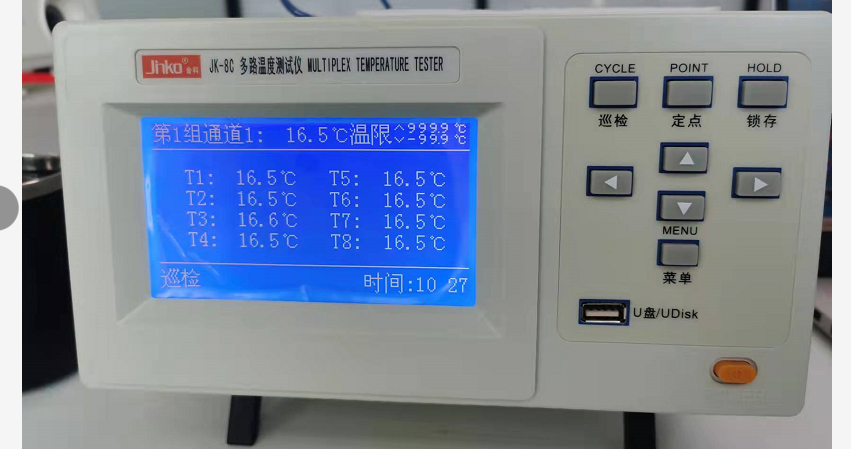 Jinko® 金科 JK-8C 多路温度测试仪 MULTIPLEX TEMPERATURE TESTER
第1组通道1: 16.5℃ 温限 ^9999℃ ˅-99.9℃
T1: 16.5℃ T5: 16.5℃
T2: 16.5℃ T6: 16.5℃
T3: 16.6℃ T7: 16.5℃
T4: 16.5℃ T8: 16.5℃
巡检 时间:10 27
CYCLE POINT HOLD
巡检 定点 锁存
MENU
菜单
U盘/UDisk